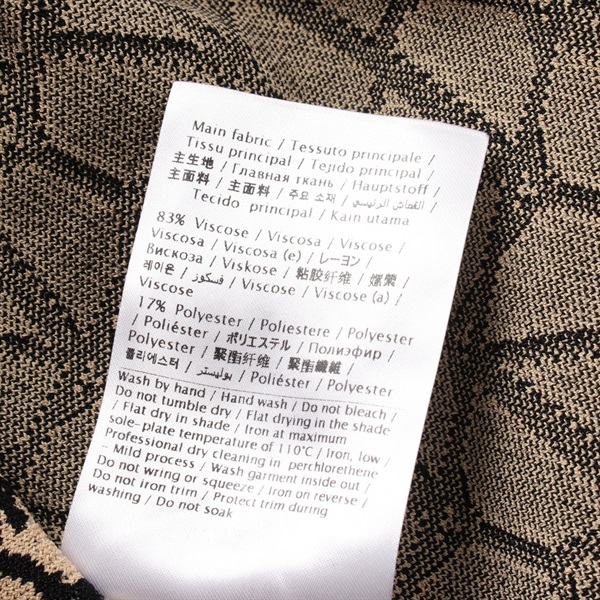 Main fabric / Tessuto principale /
Tissu principal / Tejido principal /
主生地 / Главная ткань / Hauptstoff /
主面料 / 主面料 / 주요 소재 / القماش الرئيسي /
Tecido principal / Kain utama
83% Viscose / Viscosa / Viscose /
Viscosa / Viscosa (e) / レーヨン /
Вискоза / Viskose / 粘胶纤维 / 嫘縈 /
레이온 / فسكوز / Viscose / Viscose (a) /
Viscose
17% Polyester / Poliestere / Polyester
/ Poliéster / ポリエステル / Полиэфир /
Polyester / 聚酯纤维 / 聚酯纖維 /
폴리에스터 / بوليستر / Poliéster / Polyester
Wash by hand / Hand wash / Do not bleach /
Do not tumble dry / Flat drying in the shade
/ Flat dry in shade / Iron at maximum
sole-plate temperature of 110°C / Iron, low /
Professional dry cleaning in perchlorethene
- Mild process / Wash garment inside out /
Do not wring or squeeze / Iron on reverse /
Do not iron trim / Protect trim during
washing / Do not soak